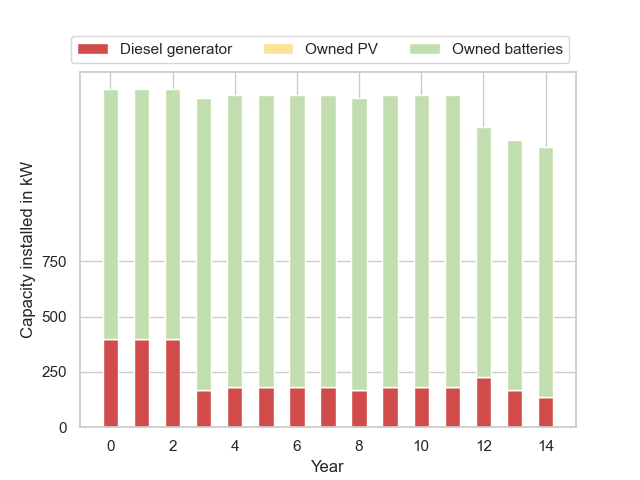 Diesel generator Owned PV Owned batteries
Capacity installed in kW
750
500
250
0
0 2 4 6 8 10 12 14
Year